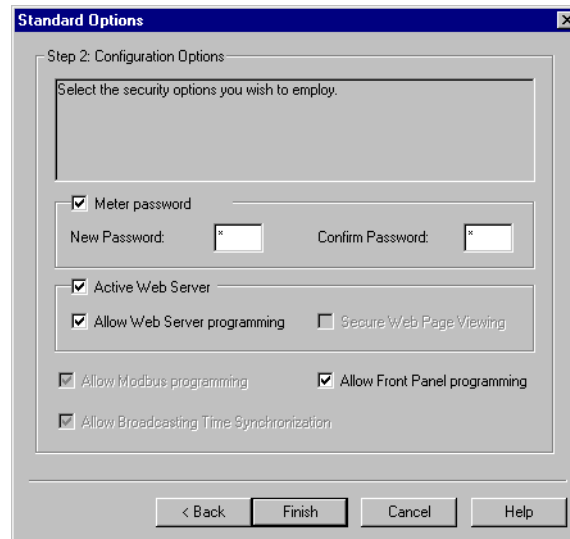 Standard Options
Step 2: Configuration Options
Select the security options you wish to employ.
Meter password
New Password: * Confirm Password: *
Active Web Server
Allow Web Server programming Secure Web Page Viewing
Allow Modbus programming Allow Front Panel programming
Allow Broadcasting Time Synchronization
< Back Finish Cancel Help